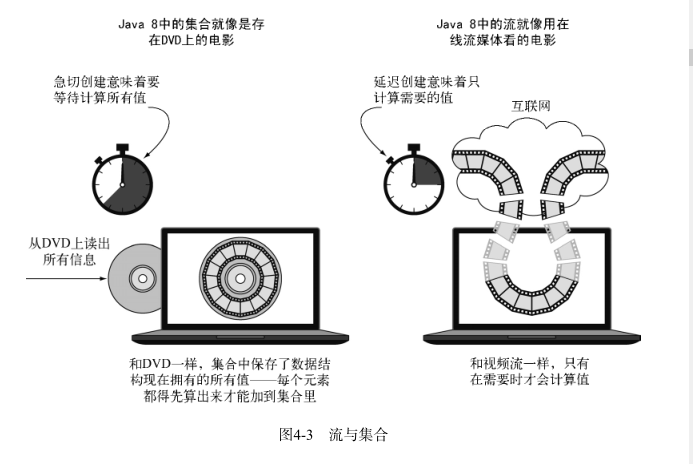 Java 8中的集合就像是存
在DVD上的电影
Java 8中的流就像用在
线流媒体看的电影
急切创建意味着要
等待计算所有值
延迟创建意味着只
计算需要的值
互联网
从DVD上读出
所有信息
和DVD一样，集合中保存了数据结
构现在拥有的所有值——每个元素
都得先算出来才能加到集合里
和视频流一样，只有
在需要时才会计算值
图4-3 流与集合